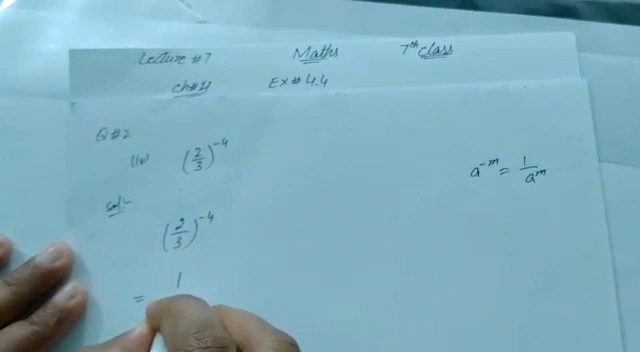 Lecture #7 Maths 7th class
Ch#4 Ex#4.4
Q#2
(iv) (2/3)^-4
a^-m = 1/a^m
Sol:-
(2/3)^-4
= 1